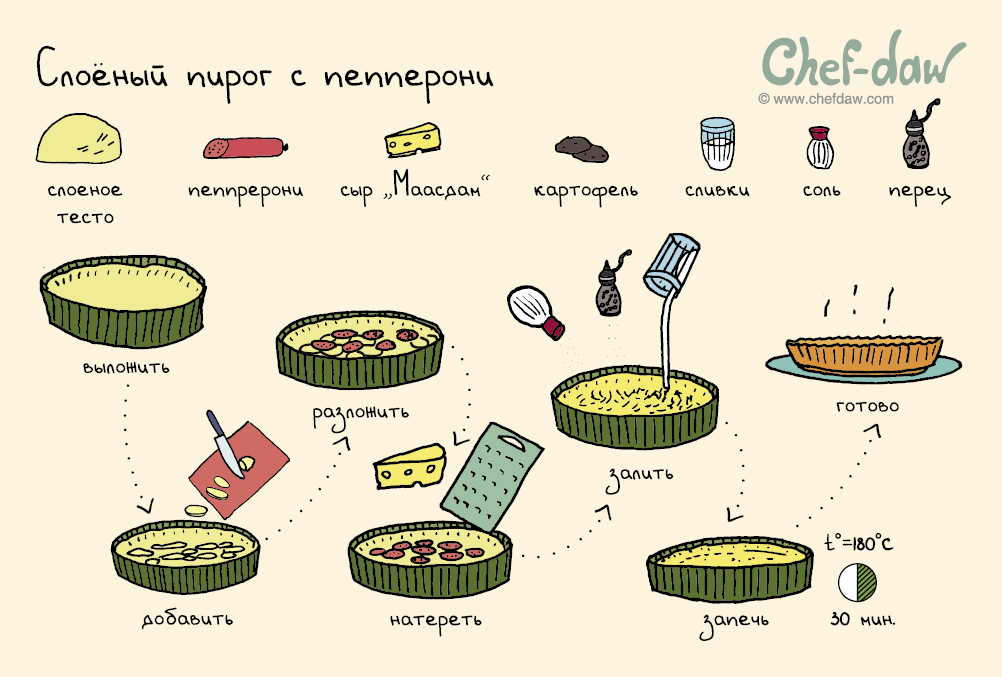 Слоёный пирог с пепперони
Chef-daw
© www.chefdaw.com
слоеное
тесто
пеппрерони
сыр „Маасдам“
картофель
сливки
соль
перец
выложить
разложить
залить
готово
добавить
натереть
запечь
t°=180°C
30 мин.